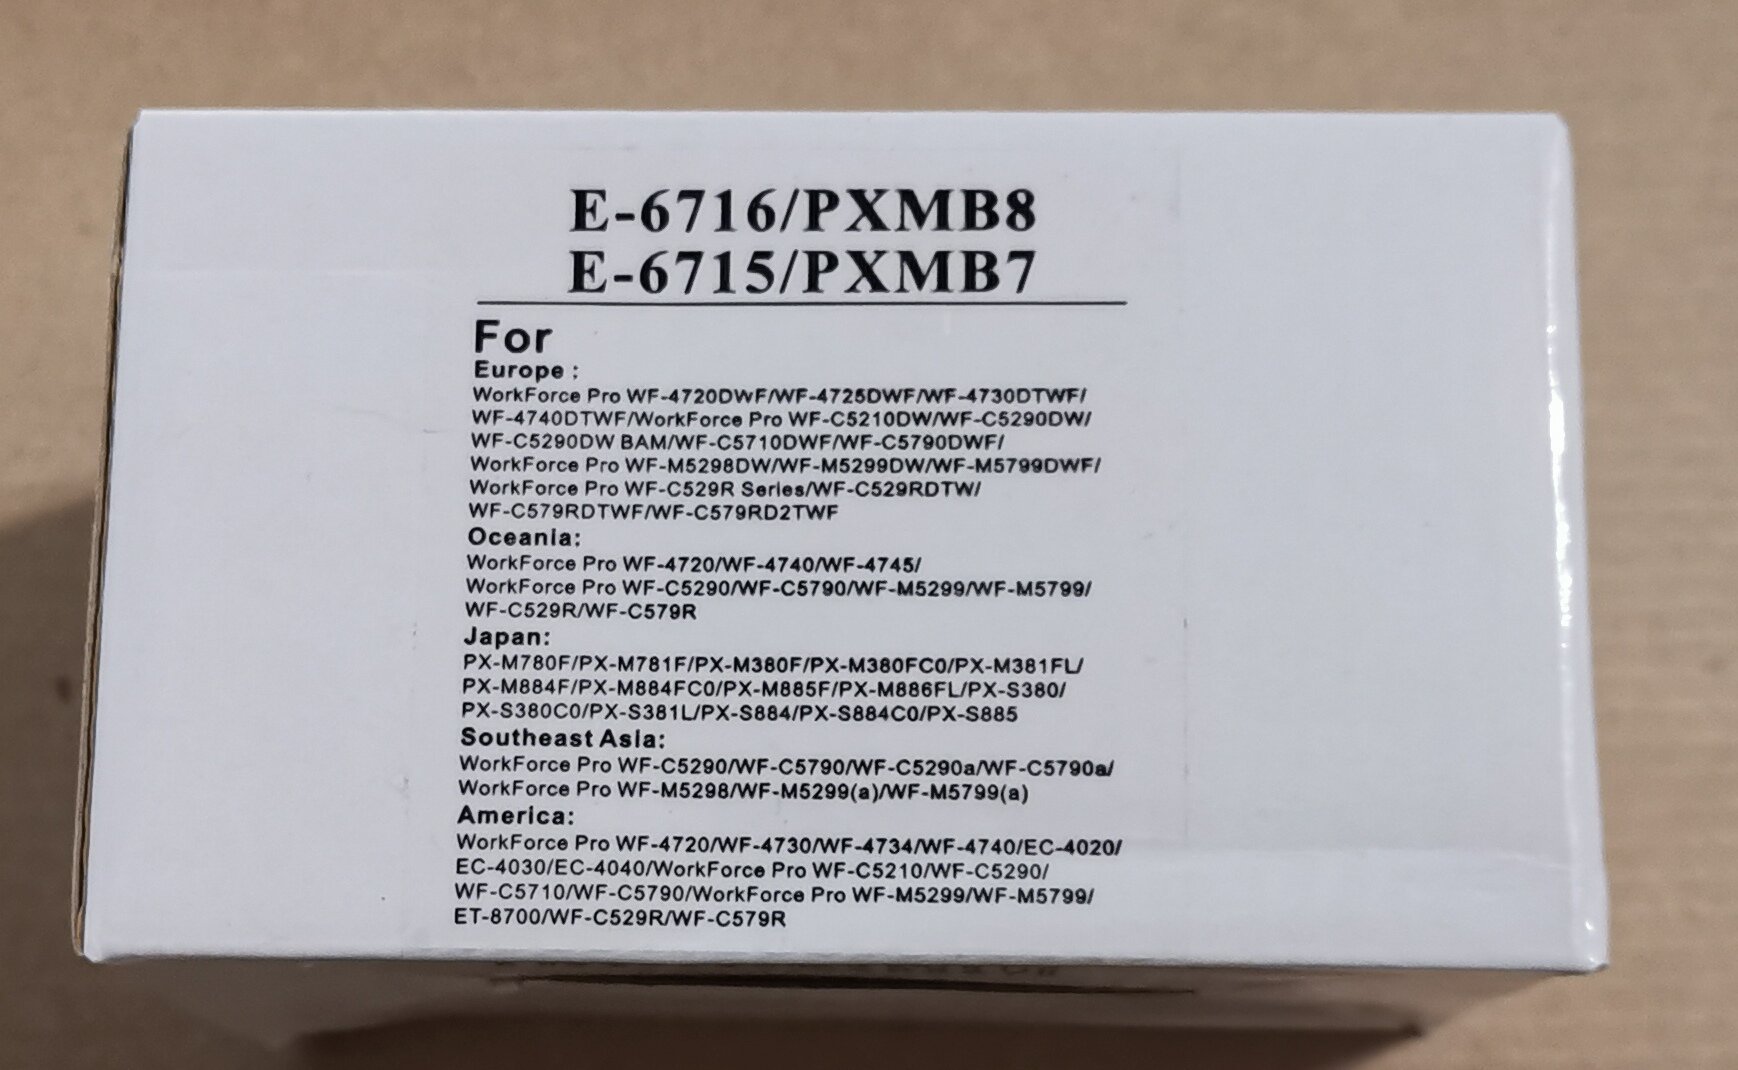 E-6716/PXMB8
E-6715/PXMB7
For
Europe :
WorkForce Pro WF-4720DWF/WF-4725DWF/WF-4730DTWF/
WF-4740DTWF/WorkForce Pro WF-C5210DW/WF-C5290DW/
WF-C5290DW BAM/WF-C5710DWF/WF-C5790DWF/
WorkForce Pro WF-M5298DW/WF-M5299DW/WF-M5799DWF/
WorkForce Pro WF-C529R Series/WF-C529RDTW/
WF-C579RDTWF/WF-C579RD2TWF
Oceania:
WorkForce Pro WF-4720/WF-4740/WF-4745/
WorkForce Pro WF-C5290/WF-C5790/WF-M5299/WF-M5799/
WF-C529R/WF-C579R
Japan:
PX-M780F/PX-M781F/PX-M380F/PX-M380FC0/PX-M381FL/
PX-M884F/PX-M884FC0/PX-M885F/PX-M886FL/PX-S380/
PX-S380C0/PX-S381L/PX-S884/PX-S884C0/PX-S885
Southeast Asia:
WorkForce Pro WF-C5290/WF-C5790/WF-C5290a/WF-C5790a/
WorkForce Pro WF-M5298/WF-M5299(a)/WF-M5799(a)
America:
WorkForce Pro WF-4720/WF-4730/WF-4734/WF-4740/EC-4020/
EC-4030/EC-4040/WorkForce Pro WF-C5210/WF-C5290/
WF-C5710/WF-C5790/WorkForce Pro WF-M5299/WF-M5799/
ET-8700/WF-C529R/WF-C579R